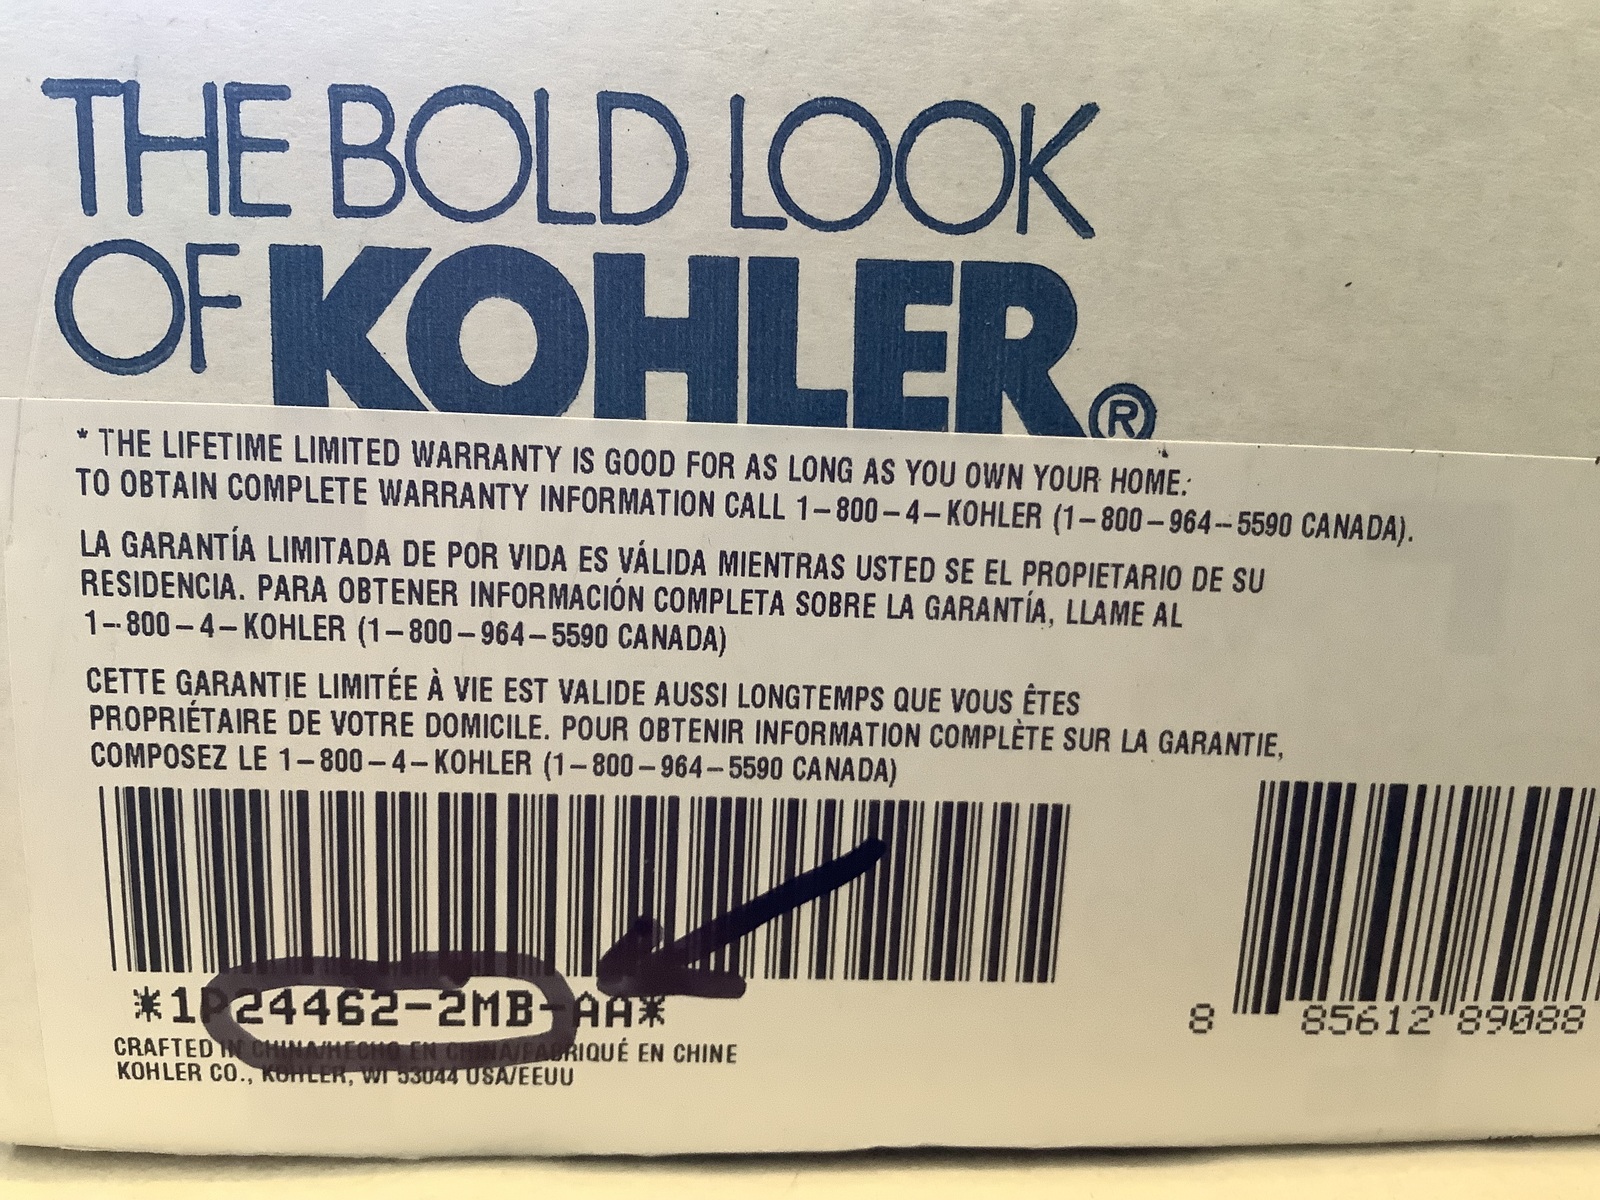 THE BOLD LOOK
OF KOHLER®
* THE LIFETIME LIMITED WARRANTY IS GOOD FOR AS LONG AS YOU OWN YOUR HOME:
TO OBTAIN COMPLETE WARRANTY INFORMATION CALL 1-800-4-KOHLER (1-800-964-5590 CANADA).
LA GARANTÍA LIMITADA DE POR VIDA ES VÁLIDA MIENTRAS USTED SE EL PROPIETARIO DE SU
RESIDENCIA. PARA OBTENER INFORMACIÓN COMPLETA SOBRE LA GARANTÍA, LLAME AL
1-800-4-KOHLER (1-800-964-5590 CANADA)
CETTE GARANTIE LIMITÉE À VIE EST VALIDE AUSSI LONGTEMPS QUE VOUS ÊTES
PROPRIÉTAIRE DE VOTRE DOMICILE. POUR OBTENIR INFORMATION COMPLÈTE SUR LA GARANTIE,
COMPOSEZ LE 1-800-4-KOHLER (1-800-964-5590 CANADA)
*1P24462-2MB-AA*
8 85612 89088
CRAFTED IN CHINA/HECHO EN CHINA/FABRIQUÉ EN CHINE
KOHLER CO., KOHLER, WI 53044 USA/EEUU